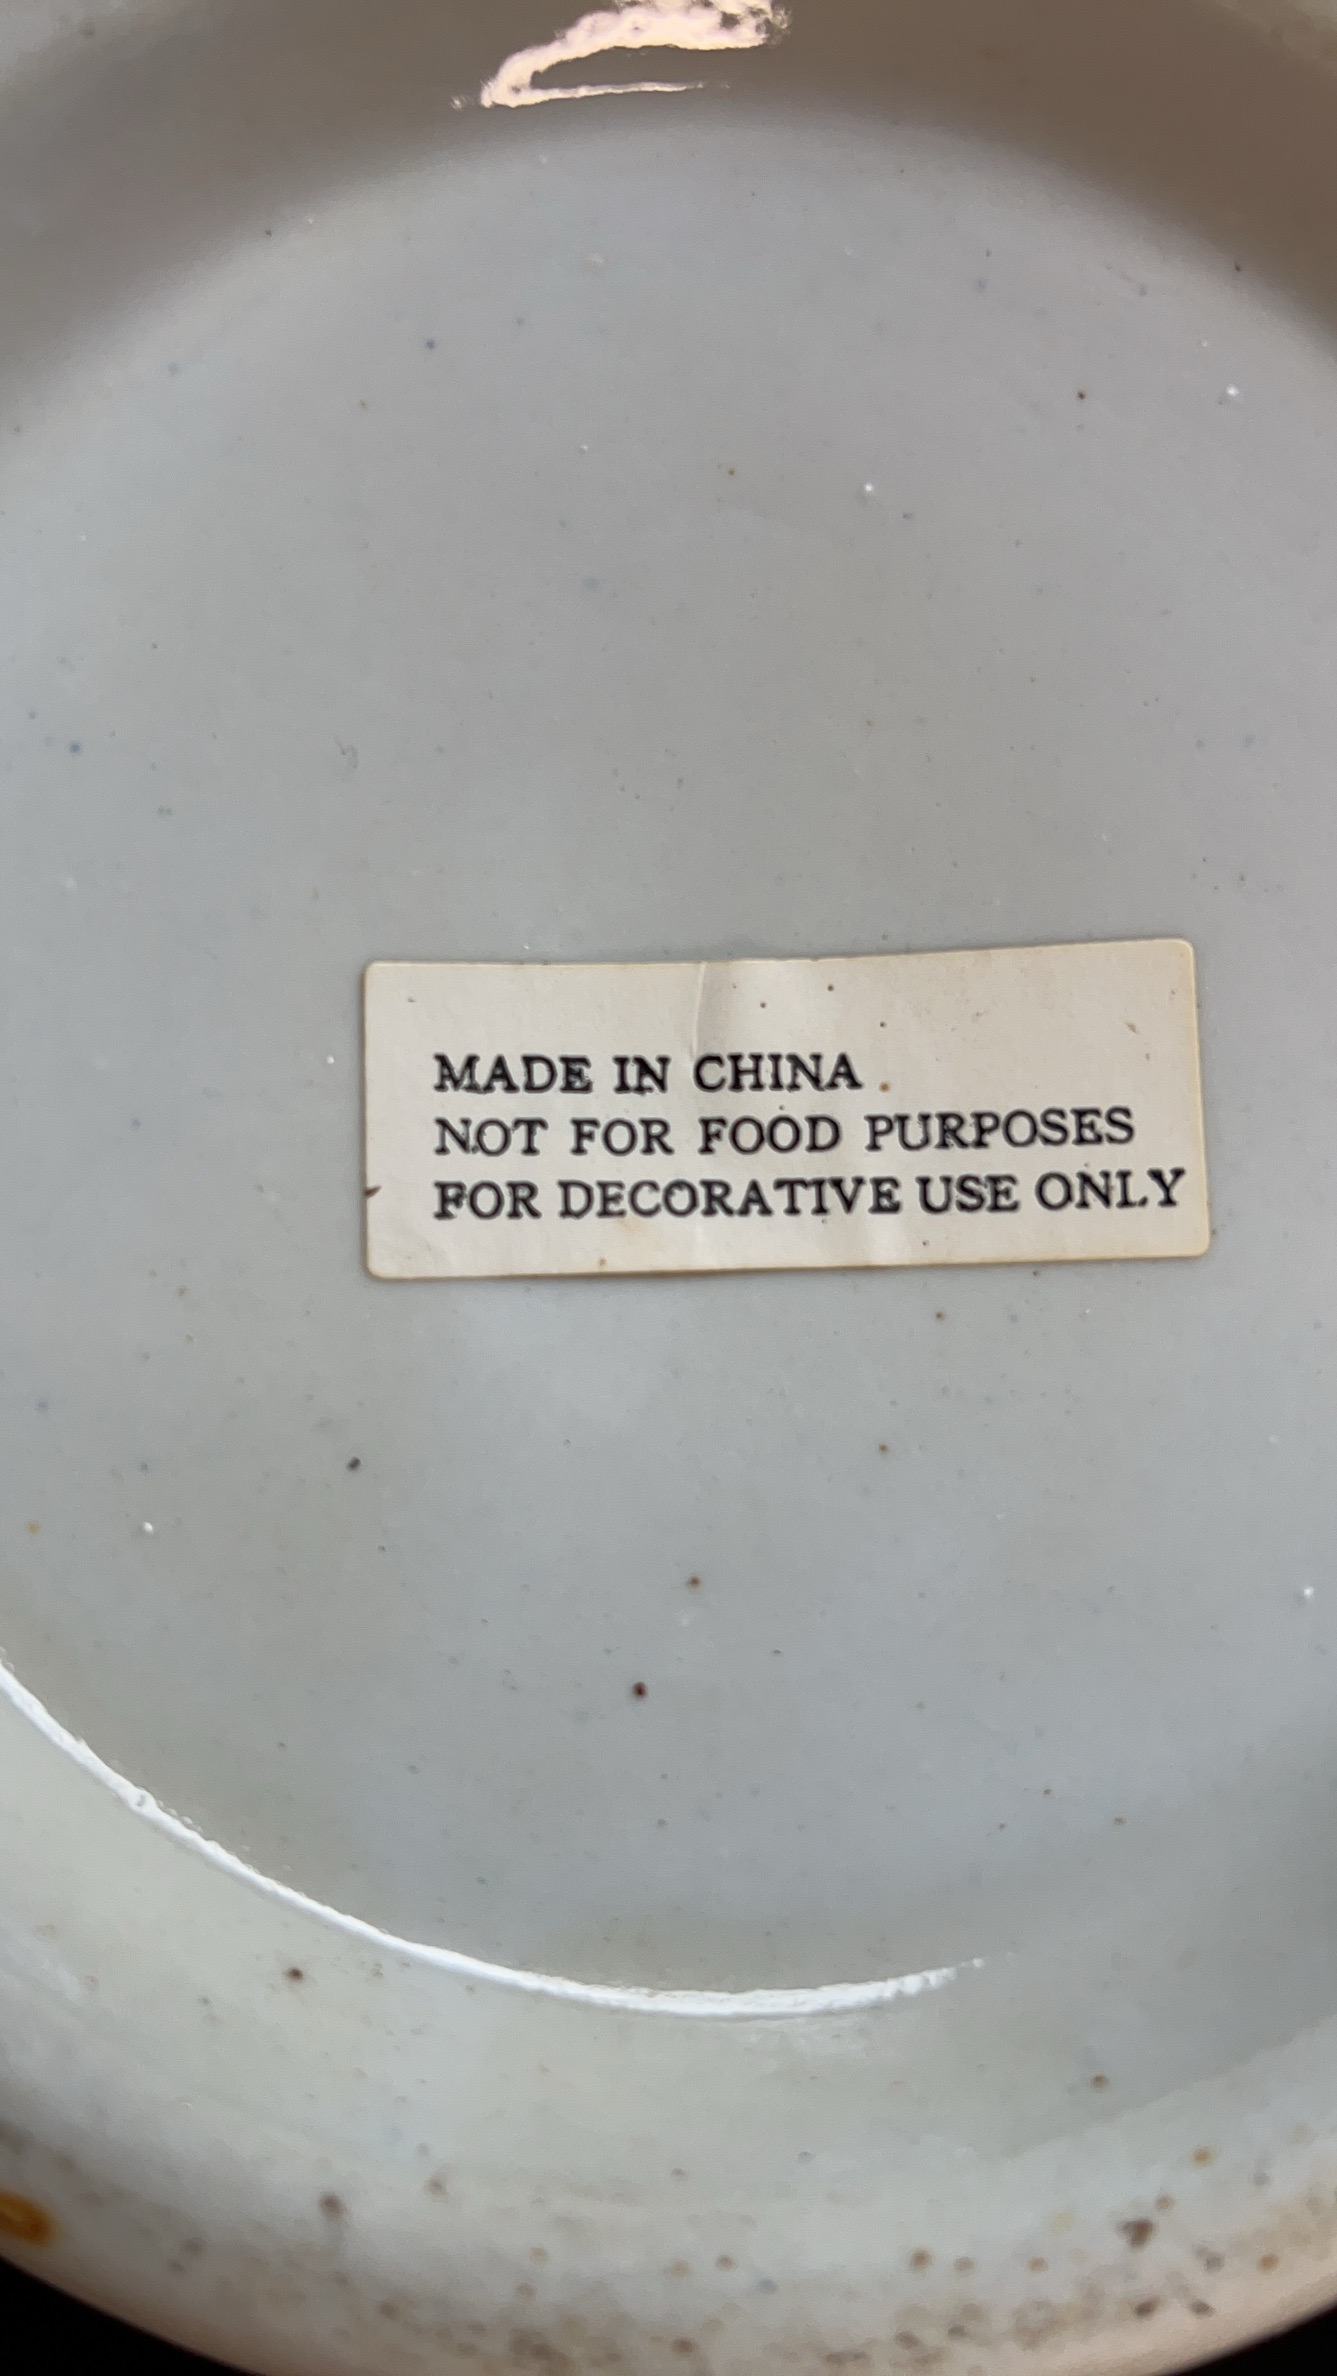 MADE IN CHINA
NOT FOR FOOD PURPOSES
FOR DECORATIVE USE ONLY